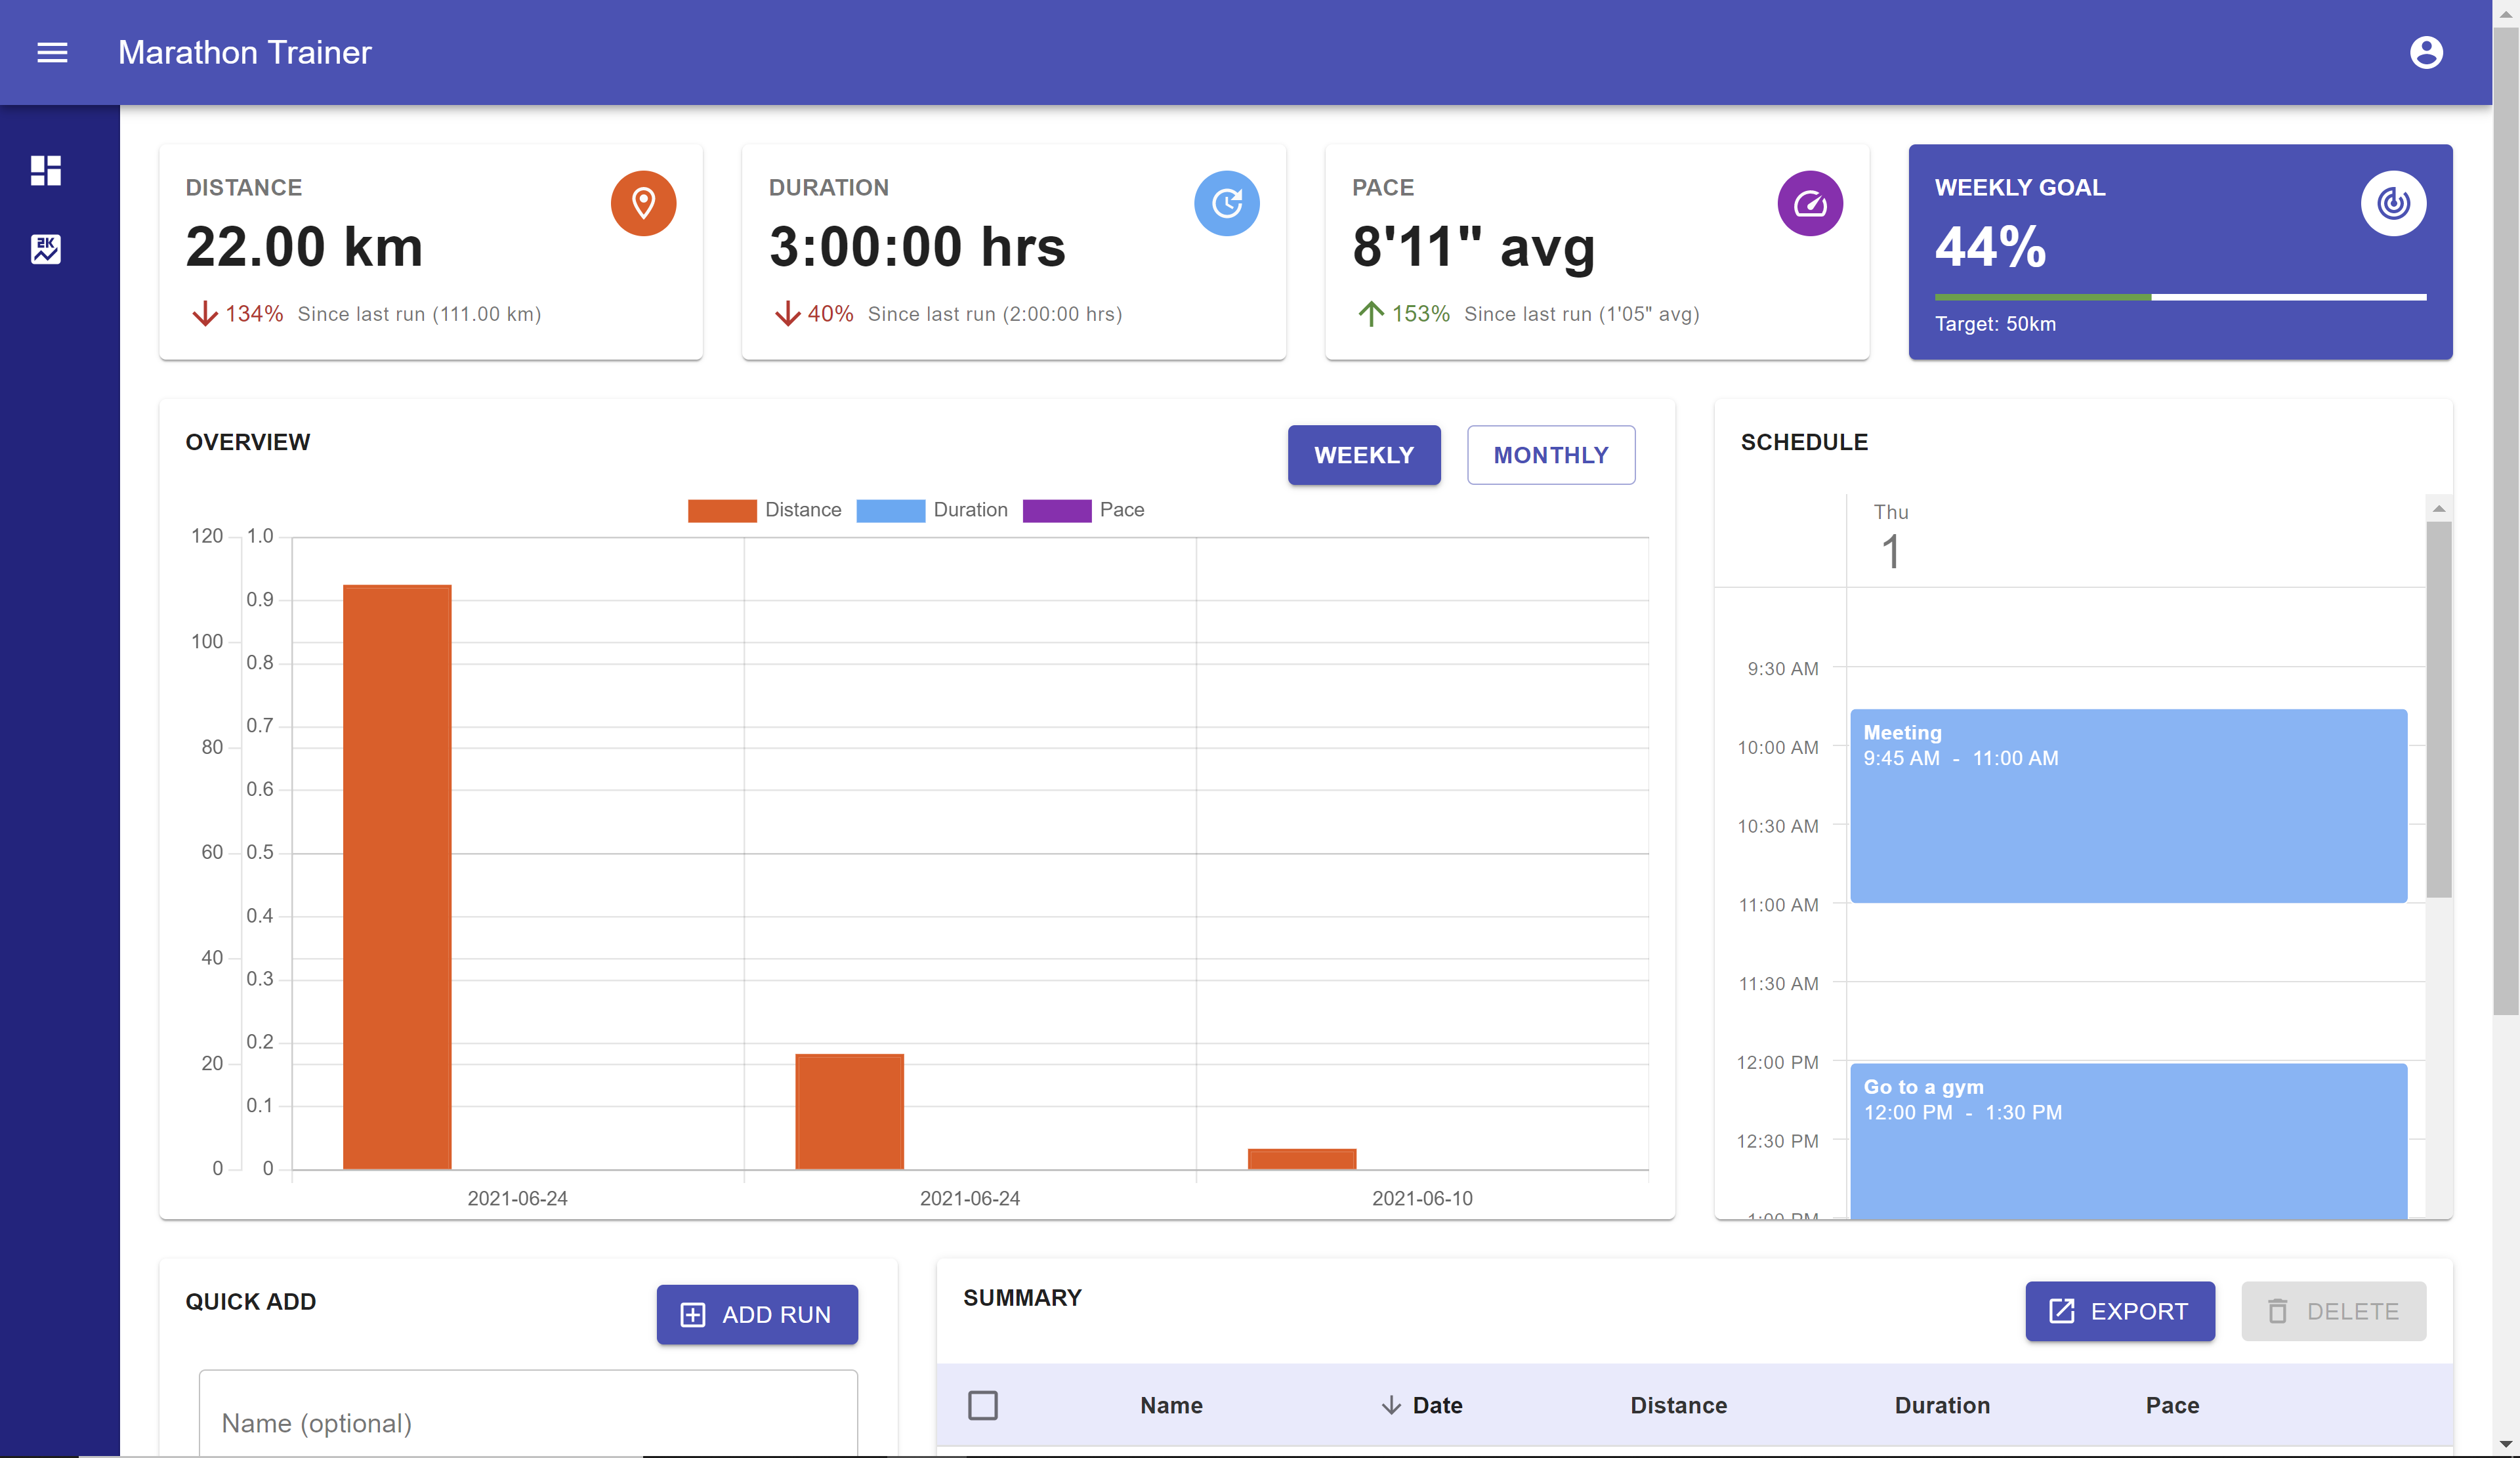 Marathon Trainer
2K
DISTANCE
22.00 km
134% Since last run (111.00 km)
DURATION
3:00:00 hrs
40% Since last run (2:00:00 hrs)
PACE
8'11" avg
153% Since last run (1'05" avg)
WEEKLY GOAL
44%
Target: 50km
OVERVIEW
WEEKLY
MONTHLY
Distance Duration Pace
120 1.0
0.9
100
0.8
0.7
80
0.6
60 0.5
0.4
40
0.3
0.2
20
0.1
0 0
2021-06-24 2021-06-24 2021-06-10
SCHEDULE
Thu
1
9:30 AM
Meeting
9:45 AM - 11:00 AM
10:00 AM
10:30 AM
11:00 AM
11:30 AM
12:00 PM
Go to a gym
12:00 PM - 1:30 PM
12:30 PM
1:00 PM
QUICK ADD
ADD RUN
Name (optional)
SUMMARY
EXPORT
DELETE
Name Date Distance Duration Pace